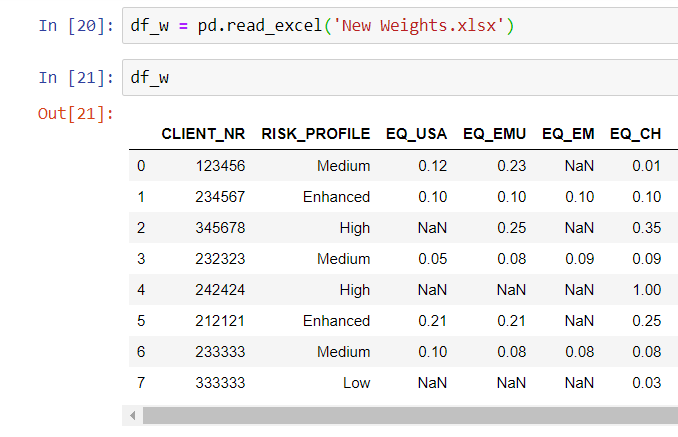 In [20]: df_w = pd.read_excel('New Weights.xlsx')
In [21]: df_w
Out[21]:
CLIENT_NR RISK_PROFILE EQ_USA EQ_EMU EQ_EM EQ_CH
0 123456 Medium 0.12 0.23 NaN 0.01
1 234567 Enhanced 0.10 0.10 0.10 0.10
2 345678 High NaN 0.25 NaN 0.35
3 232323 Medium 0.05 0.08 0.09 0.09
4 242424 High NaN NaN NaN 1.00
5 212121 Enhanced 0.21 0.21 NaN 0.25
6 233333 Medium 0.10 0.08 0.08 0.08
7 333333 Low NaN NaN NaN 0.03